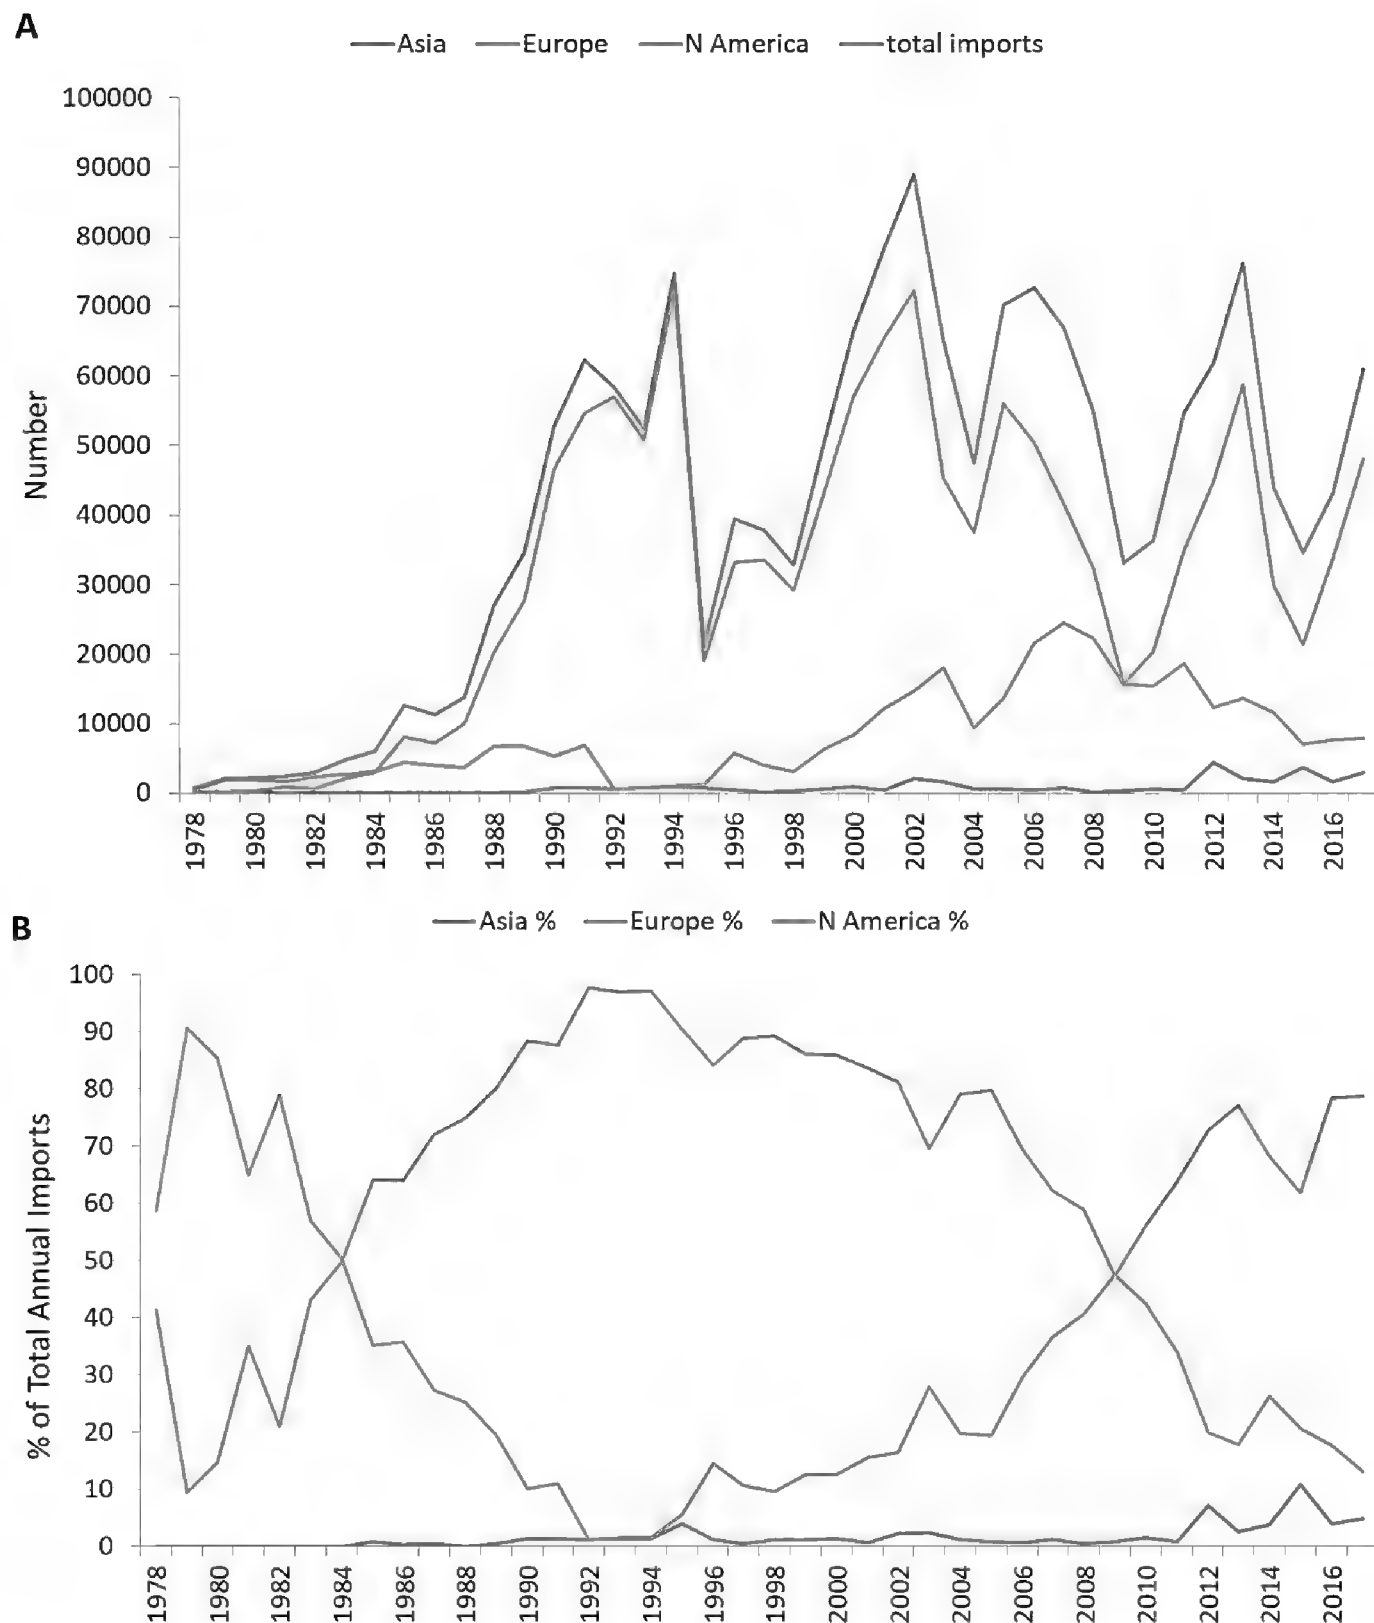 A
Asia Europe N America total imports
100000
90000
80000
70000
60000
50000
40000
30000
20000
10000
0
Number
1978 1980 1982 1984 1986 1988 1990 1992 1994 1996 1998 2000 2002 2004 2006 2008 2010 2012 2014 2016
B
Asia % Europe % N America %
100
90
80
70
60
50
40
30
20
10
0
% of Total Annual Imports
1978 1980 1982 1984 1986 1988 1990 1992 1994 1996 1998 2000 2002 2004 2006 2008 2010 2012 2014 2016